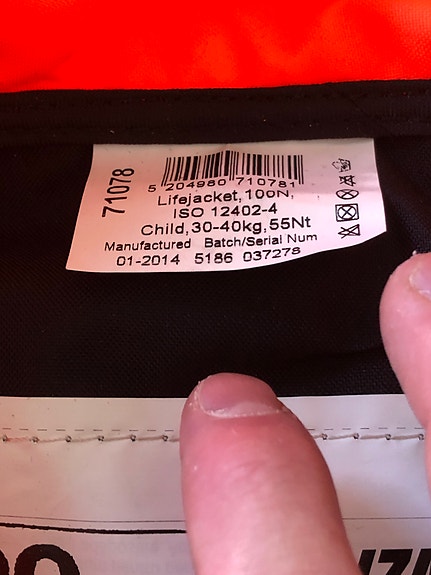 71078
5 204980 710781
Lifejacket, 100N,
ISO 12402-4
Child, 30-40kg, 55Nt
Manufactured Batch/Serial Num
01-2014 5186 037278